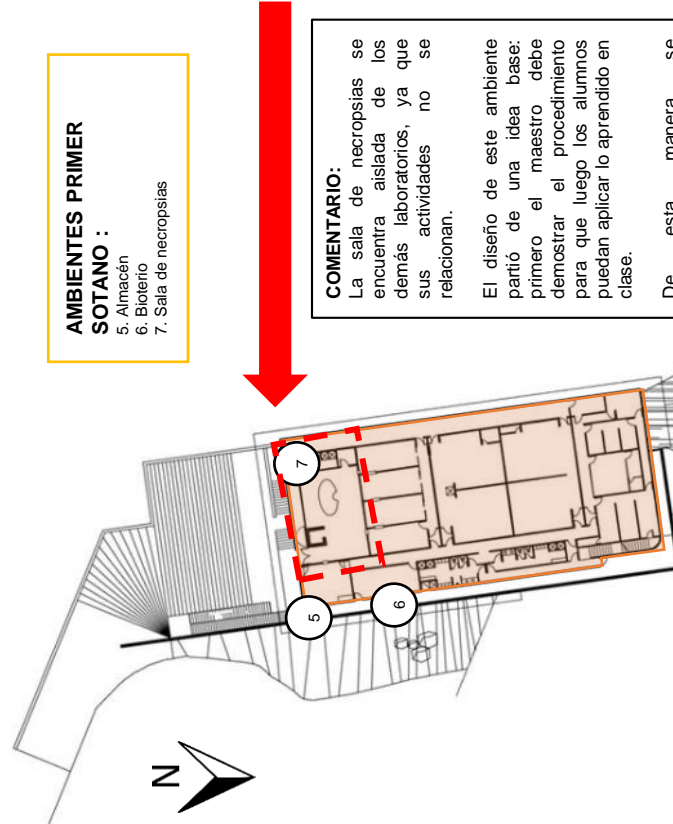 AMBIENTES PRIMER
SOTANO :
5. Almacén
6. Bioterio
7. Sala de necropsias
COMENTARIO:
La sala de necropsias se
encuentra aislada de los
demás laboratorios, ya que
sus actividades no se
relacionan.
El diseño de este ambiente
partió de una idea base:
primero el maestro debe
demostrar el procedimiento
para que luego los alumnos
puedan aplicar lo aprendido en
clase.
De esta manera se
7
5
6
N